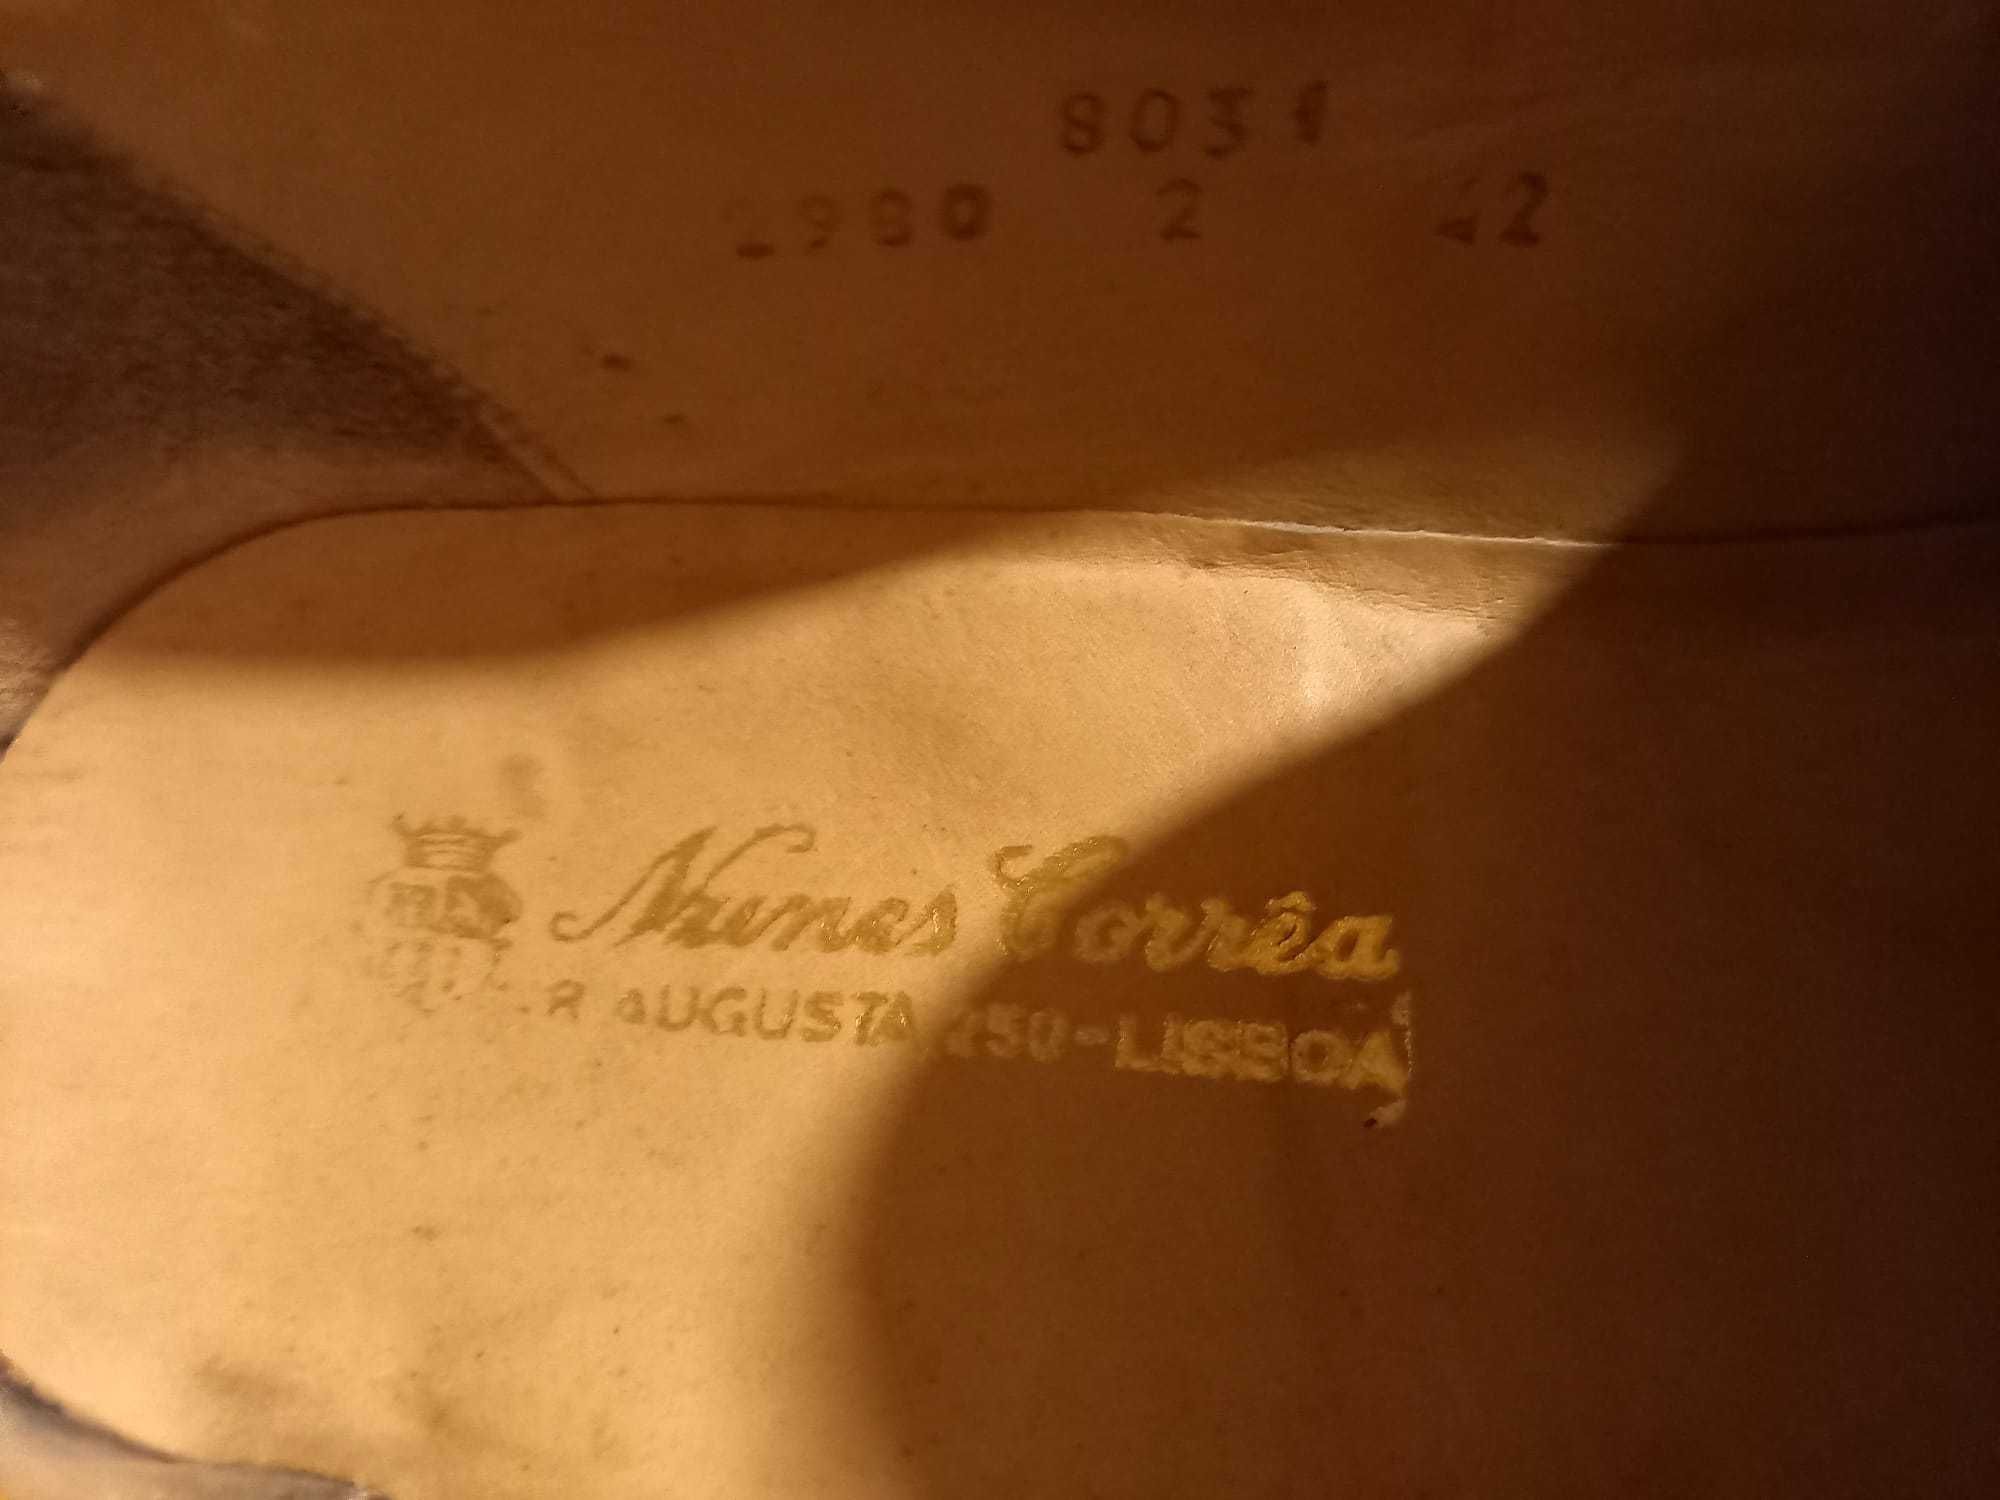 8031
2980 2 42
Nunes Corrêa
R AUGUSTA, 250-LISBOA